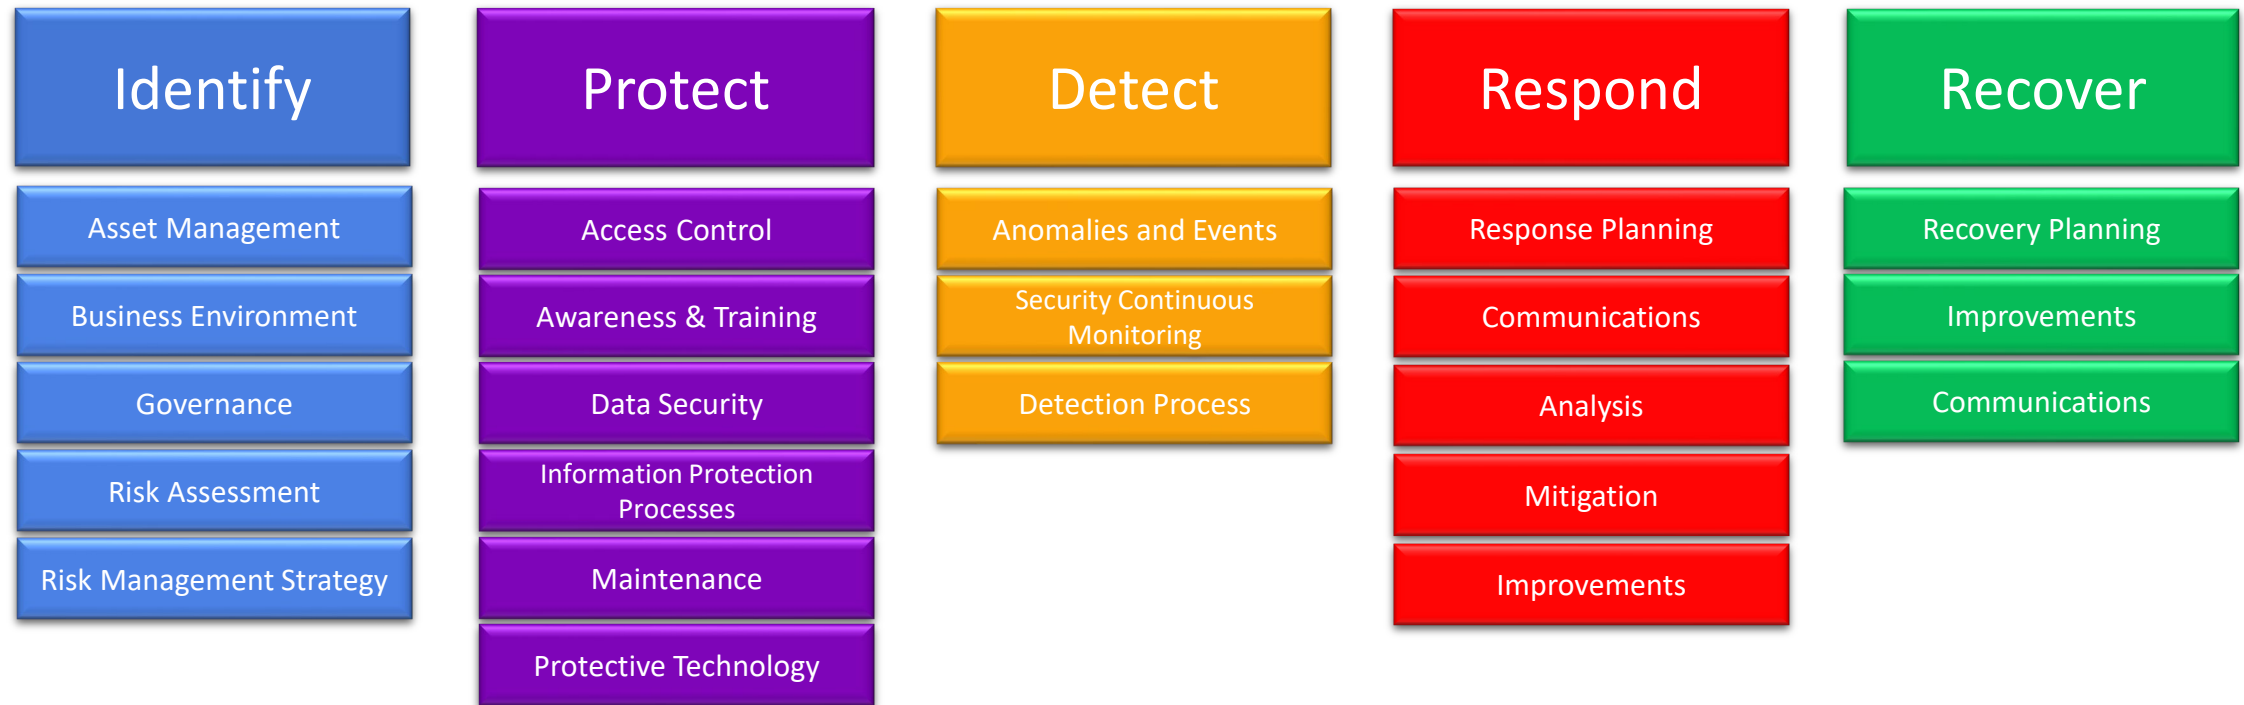 Identify
Asset Management
Business Environment
Governance
Risk Assessment
Risk Management Strategy
Protect
Access Control
Awareness & Training
Data Security
Information Protection
Processes
Maintenance
Protective Technology
Detect
Anomalies and Events
Security Continuous
Monitoring
Detection Process
Respond
Response Planning
Communications
Analysis
Mitigation
Improvements
Recover
Recovery Planning
Improvements
Communications